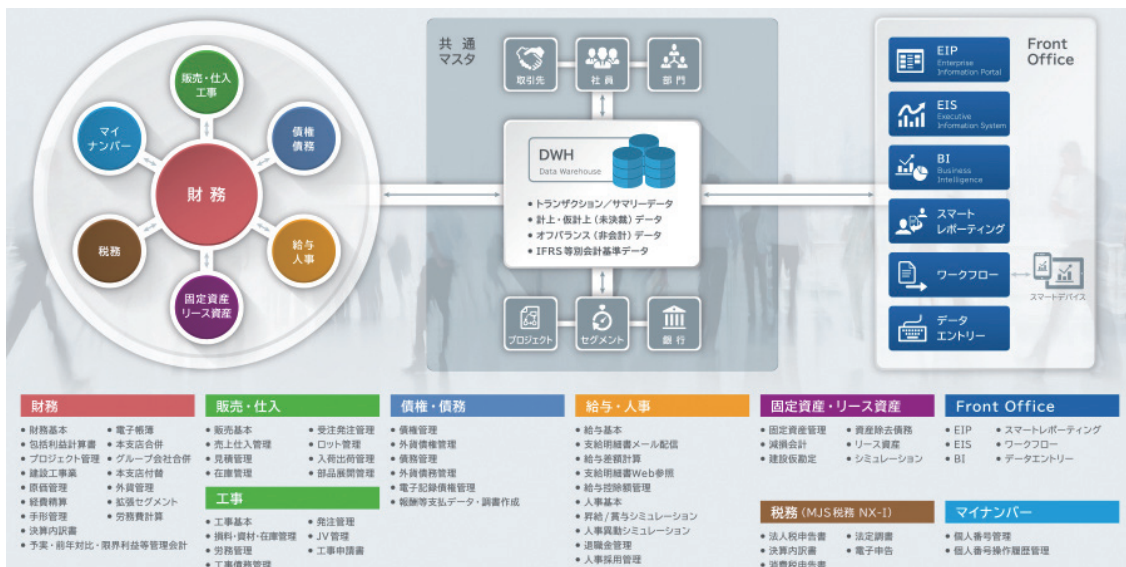 共通
マスタ
取引先
社員
部門
Front
Office
EIP
Enterprise
Information Portal
EIS
Executive
Information System
BI
Business
Intelligence
スマート
レポーティング
ワークフロー
スマートデバイス
データ
エントリー
販売・仕入
工事
マイ
ナンバー
債権
債務
財務
税務
給与
人事
固定資産
リース資産
DWH
Data Warehouse
• トランザクション/サマリーデータ
• 計上・仮計上(未決裁)データ
• オフバランス(非会計)データ
• IFRS等別会計基準データ
プロジェクト
セグメント
銀行
財務
• 財務基本
• 包括利益計算書
• プロジェクト管理
• 建設工事業
• 原価管理
• 経費精算
• 手形管理
• 決算内訳書
• 予実・前年対比・限界利益等管理会計
• 電子帳簿
• 本支店合併
• グループ会社合併
• 本支店付替
• 外貨管理
• 拡張セグメント
• 労務費計算
販売・仕入
• 販売基本
• 売上仕入管理
• 見積管理
• 在庫管理
• 受注発注管理
• ロット管理
• 入荷出荷管理
• 部品展開管理
工事
• 工事基本
• 損料・資材・在庫管理
• 労務管理
• 工事債務管理
• 発注管理
• JV管理
• 工事申請書
債権・債務
• 債権管理
• 外貨債権管理
• 債務管理
• 外貨債務管理
• 電子記録債権管理
• 報酬等支払データ・調書作成
給与・人事
• 給与基本
• 支給明細書メール配信
• 給与差額計算
• 支給明細書Web参照
• 給与控除額管理
• 人事基本
• 昇給/賞与シミュレーション
• 人事異動シミュレーション
• 退職金管理
• 人事採用管理
固定資産・リース資産
• 固定資産管理
• 減損会計
• 建設仮勘定
• 資産除去債務
• リース資産
• シミュレーション
税務(MJS税務 NX-I)
• 法人税申告書
• 決算内訳書
• 消費税申告書
• 法定調書
• 電子申告
Front Office
• EIP
• EIS
• BI
• スマートレポーティング
• ワークフロー
• データエントリー
マイナンバー
• 個人番号管理
• 個人番号操作履歴管理